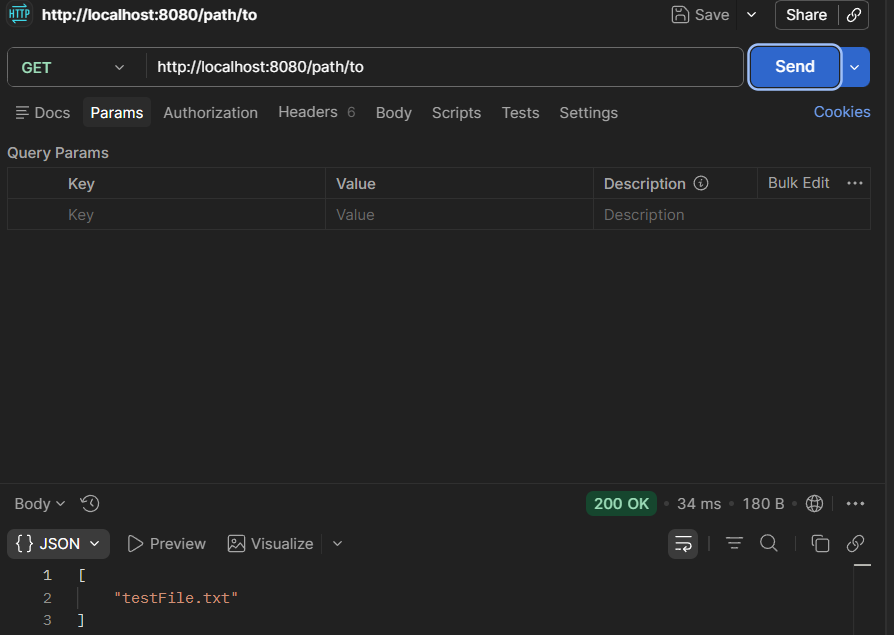 HTTP http://localhost:8080/path/to Save Share
GET http://localhost:8080/path/to Send
Docs Params Authorization Headers 6 Body Scripts Tests Settings Cookies
Query Params
Key Value Description Bulk Edit
Key Value Description
Body 200 OK 34 ms 180 B
{} JSON Preview Visualize
1 [
2 "testFile.txt"
3 ]